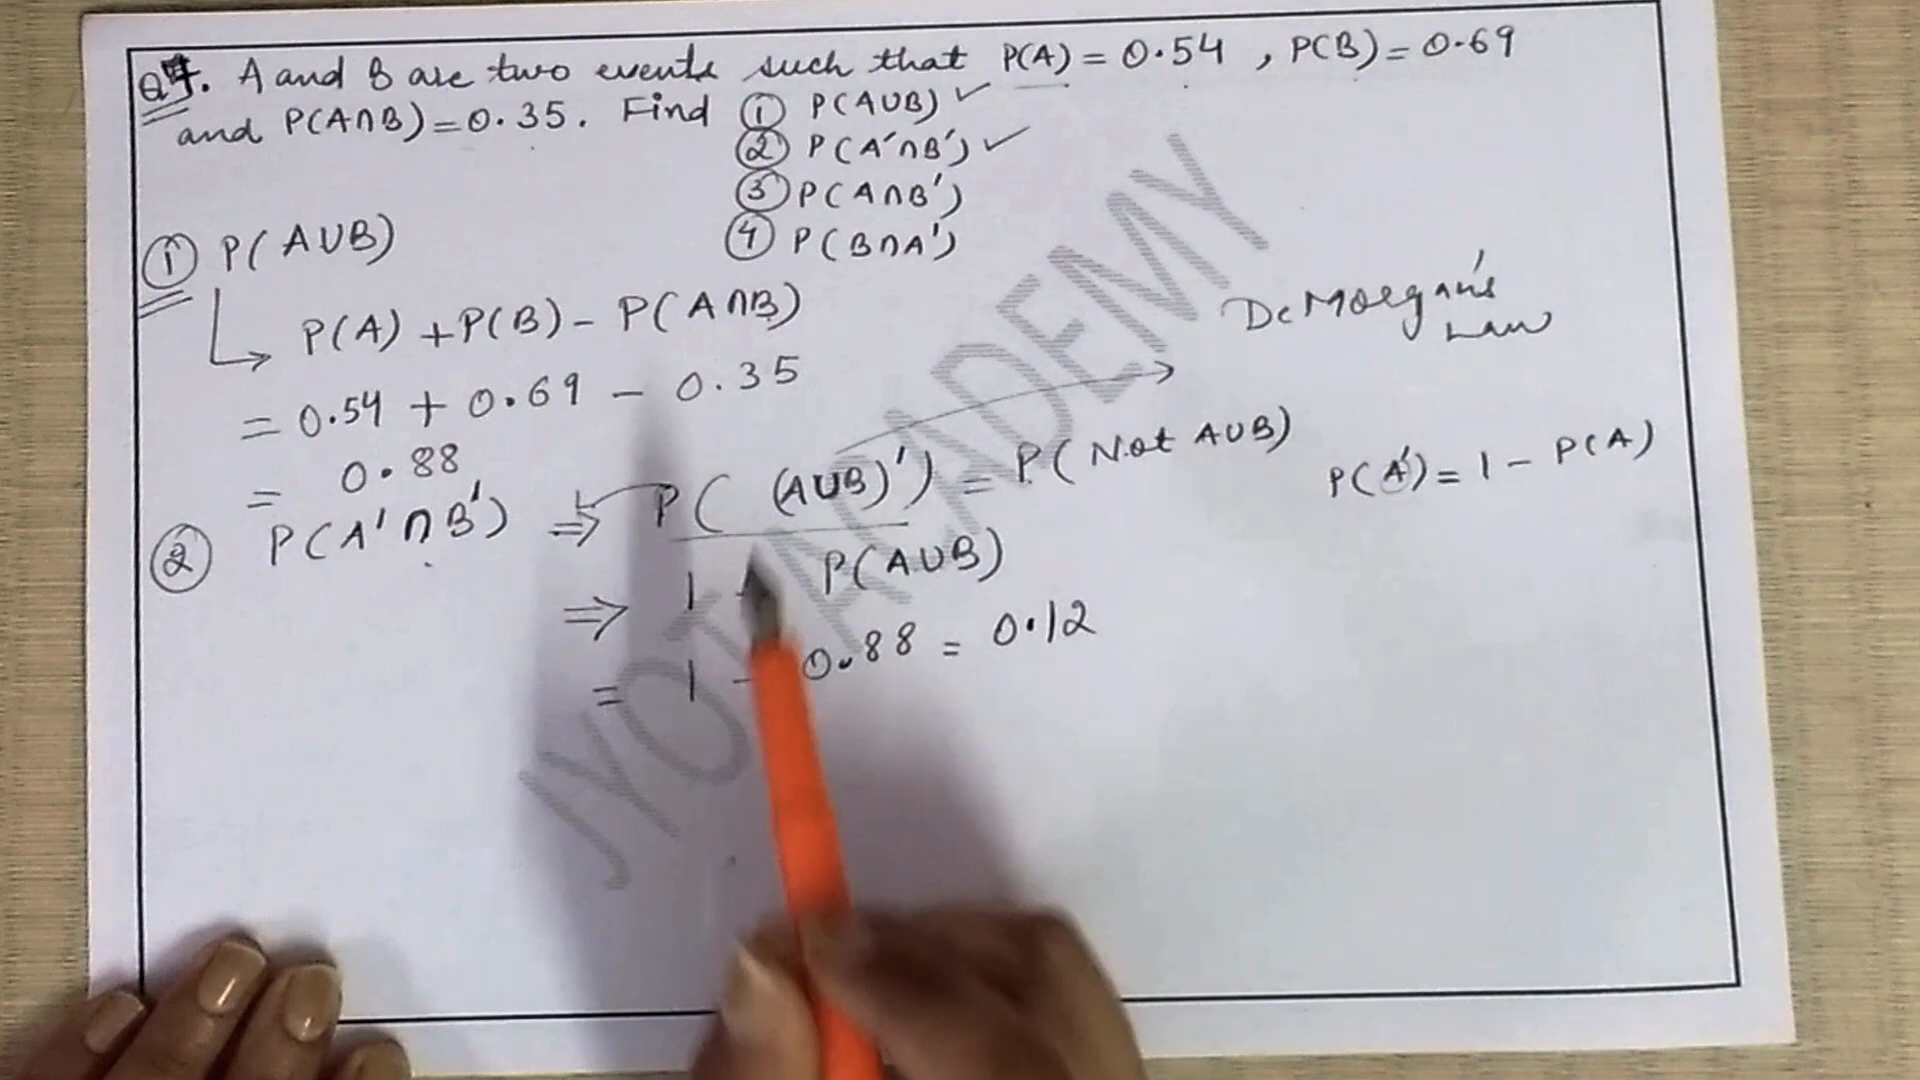 Q7. A and B are two events such that P(A) = 0.54 , P(B) = 0.69
and P(A∩B) = 0.35. Find ① P(A∪B) ✓
② P(A'∩B') ✓
③ P(A∩B')
④ P(B∩A')
① P(A∪B)
↳ P(A) + P(B) - P(A∩B)
= 0.54 + 0.69 - 0.35
= 0.88
De Morgan's
Law
② P(A'∩B') ⇒ P((A∪B)') = P(Not A∪B)
P(A') = 1 - P(A)
⇒ 1 - P(A∪B)
= 1 - 0.88 = 0.12
JYOTI ACADEMY